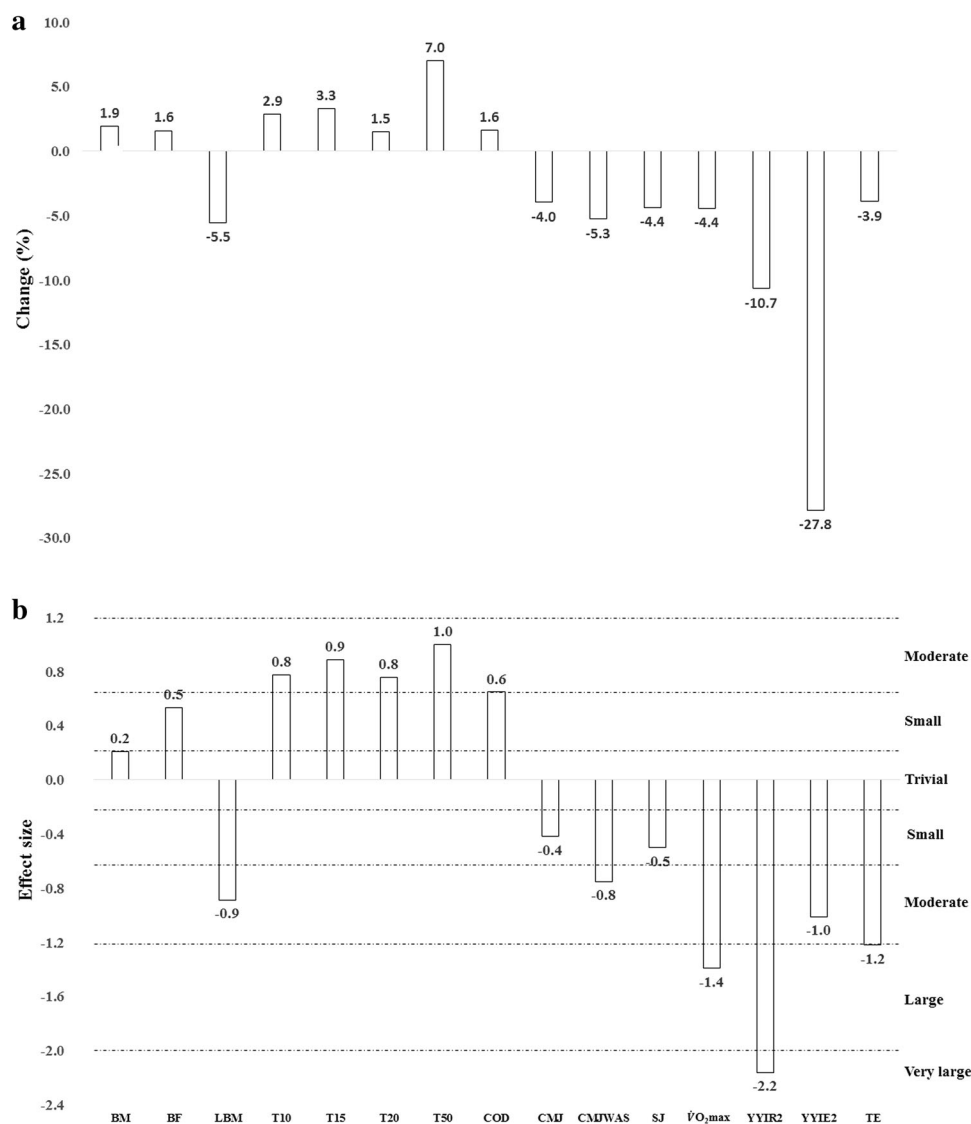 a
10.0
7.0
5.0
1.9 1.6 2.9 3.3 1.5 1.6
0.0
-5.0
-5.5 -4.0 -5.3 -4.4 -4.4 -3.9
Change (%)
-10.0
-10.7
-15.0
-20.0
-25.0
-27.8
-30.0
b
1.2
1.0
0.8 0.9 0.8
Moderate
0.8
0.5 0.6
Small
0.4
0.2
0.0
Trivial
Effect size
-0.4
Small
-0.4 -0.5
-0.8
-0.8
Moderate
-0.9 -1.0
-1.2
-1.2
-1.4
-1.6
Large
-2.0
Very large
-2.2
-2.4
BM BF LBM T10 T15 T20 T50 COD CMJ CMJWAS SJ V̇O₂max YYIR2 YYIE2 TE